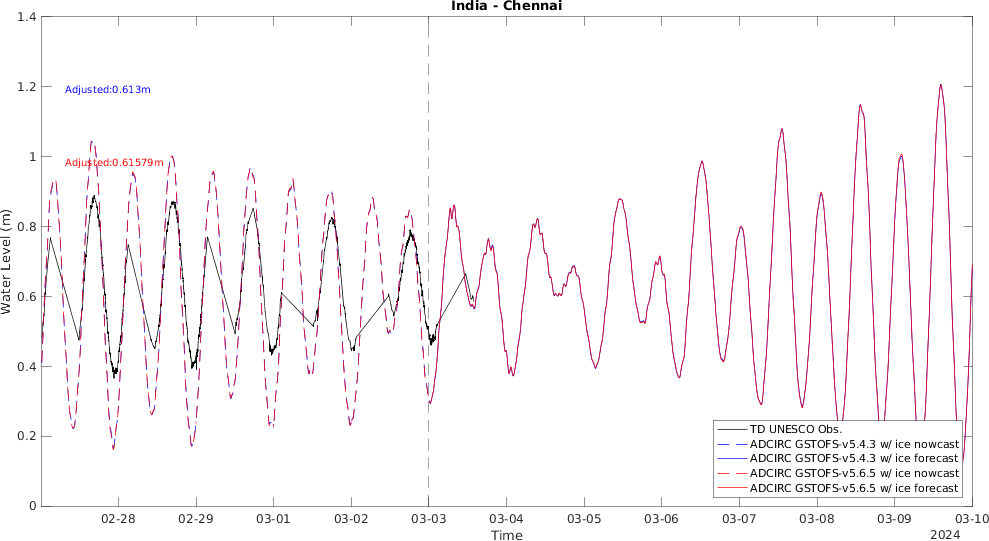 India - Chennai
1.4
1.2
1
0.8
0.6
0.4
0.2
0
Water Level (m)
Adjusted:0.613m
Adjusted:0.61579m
TD UNESCO Obs.
ADCIRC GSTOFS-v5.4.3 w/ ice nowcast
ADCIRC GSTOFS-v5.4.3 w/ ice forecast
ADCIRC GSTOFS-v5.6.5 w/ ice nowcast
ADCIRC GSTOFS-v5.6.5 w/ ice forecast
02-28 02-29 03-01 03-02 03-03 03-04 03-05 03-06 03-07 03-08 03-09 03-10
Time
2024